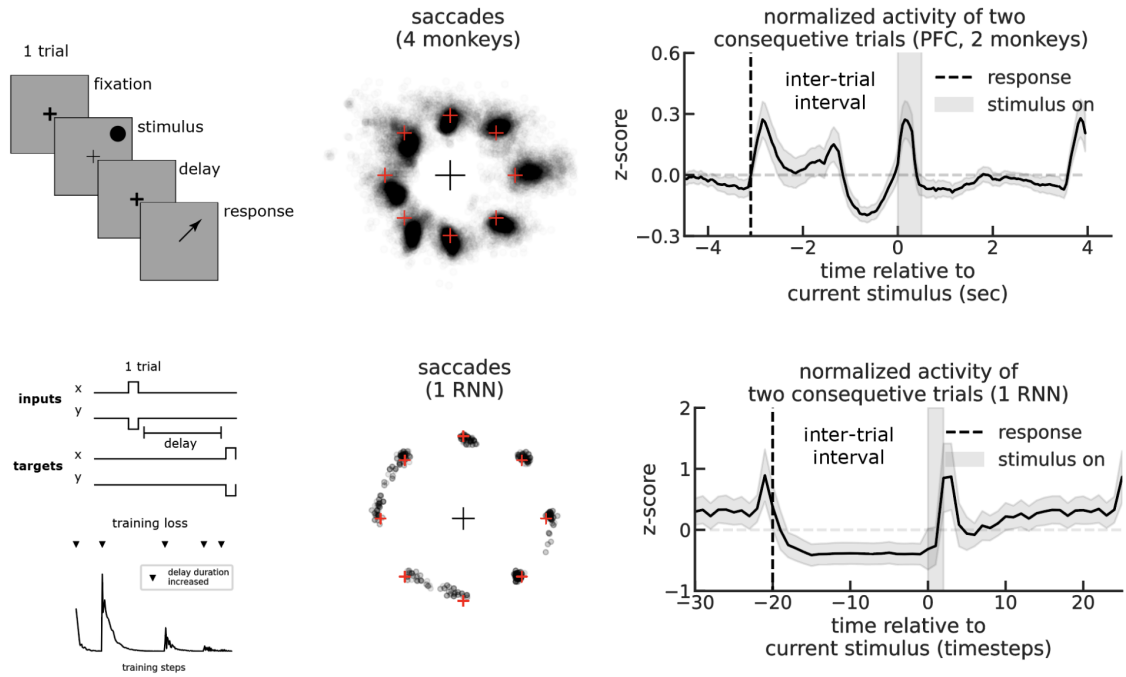 1 trial
fixation
stimulus
delay
response
saccades
(4 monkeys)
normalized activity of two
consequetive trials (PFC, 2 monkeys)
0.6
0.3
0.0
−0.3
z-score
inter-trial
interval
response
stimulus on
−4
−2
0
2
4
time relative to
current stimulus (sec)
1 trial
inputs
x
y
delay
targets
x
y
training loss
delay duration
increased
training steps
saccades
(1 RNN)
normalized activity of
two consequetive trials (1 RNN)
2
1
0
−1
z-score
inter-trial
interval
response
stimulus on
−30
−20
−10
0
10
20
time relative to
current stimulus (timesteps)